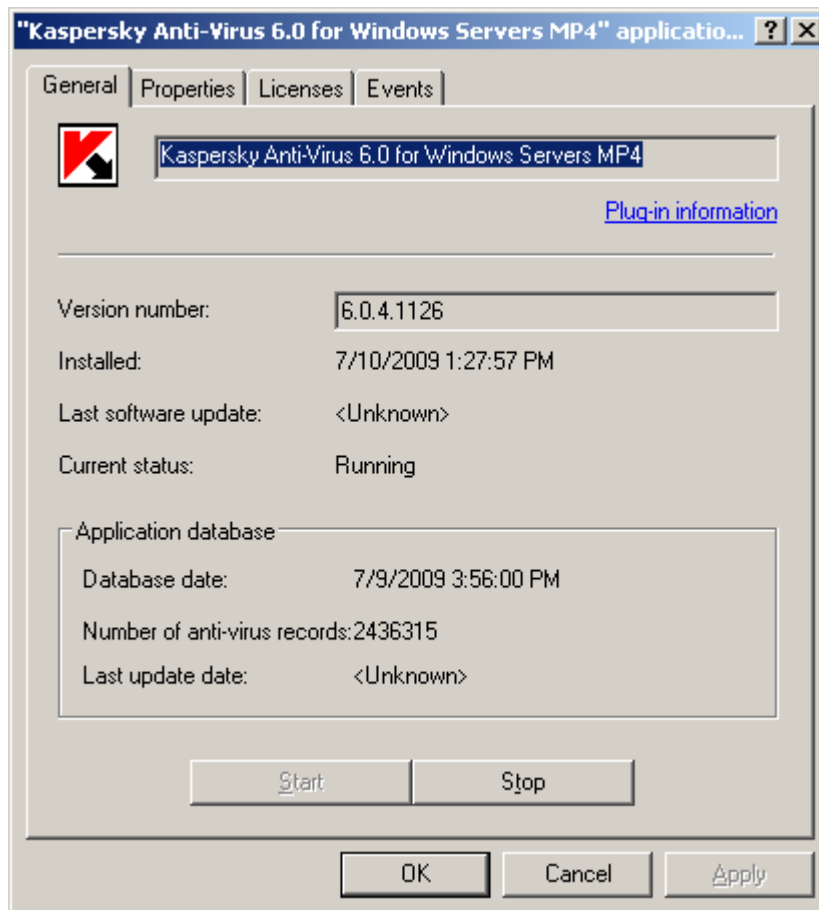 "Kaspersky Anti-Virus 6.0 for Windows Servers MP4" applicatio...
General Properties Licenses Events
Kaspersky Anti-Virus 6.0 for Windows Servers MP4
Plug-in information
Version number: 6.0.4.1126
Installed: 7/10/2009 1:27:57 PM
Last software update: <Unknown>
Current status: Running
Application database
Database date: 7/9/2009 3:56:00 PM
Number of anti-virus records:2436315
Last update date: <Unknown>
Start Stop
OK Cancel Apply